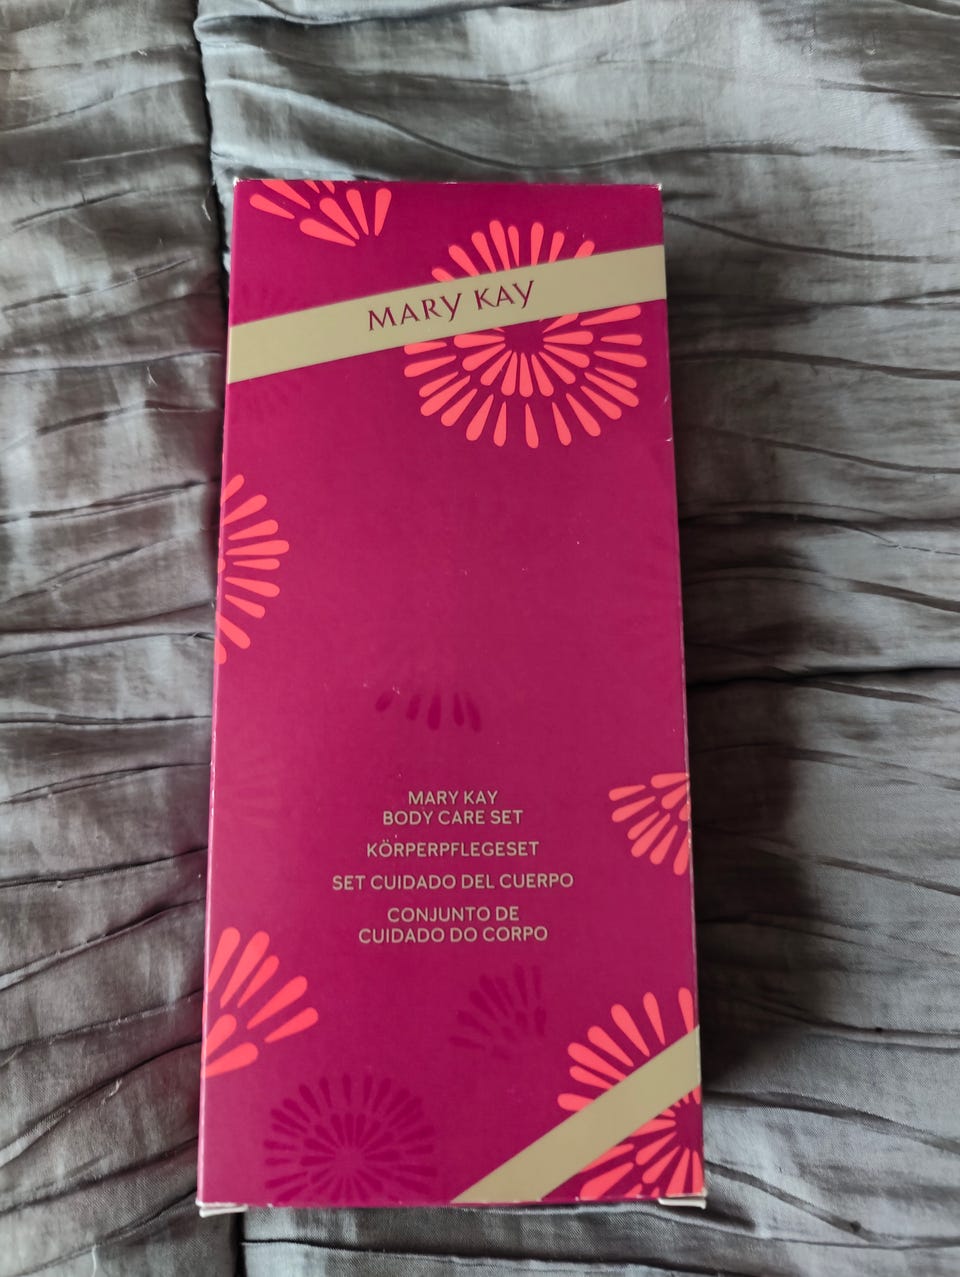 MARY KAY
MARY KAY
BODY CARE SET
KÖRPERPFLEGESET
SET CUIDADO DEL CUERPO
CONJUNTO DE
CUIDADO DO CORPO